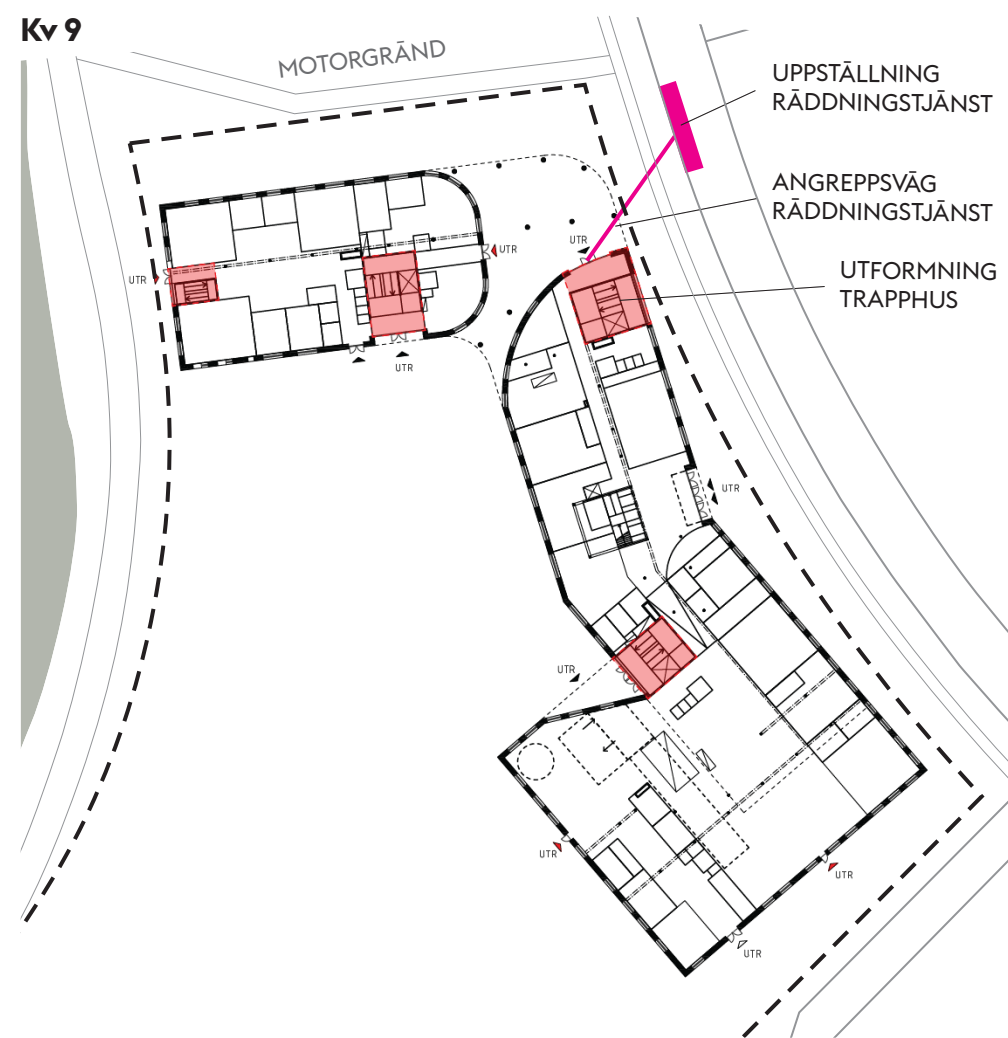 Kv 9
MOTORGRÄND
UPPSTÄLLNING
RÄDDNINGSTJÄNST
ANGREPPSVÄG
RÄDDNINGSTJÄNST
UTR
UTR
UTR
UTFORMNING
TRAPPHUS
UTR
UTR
UTR
UTR
UTR
UTR